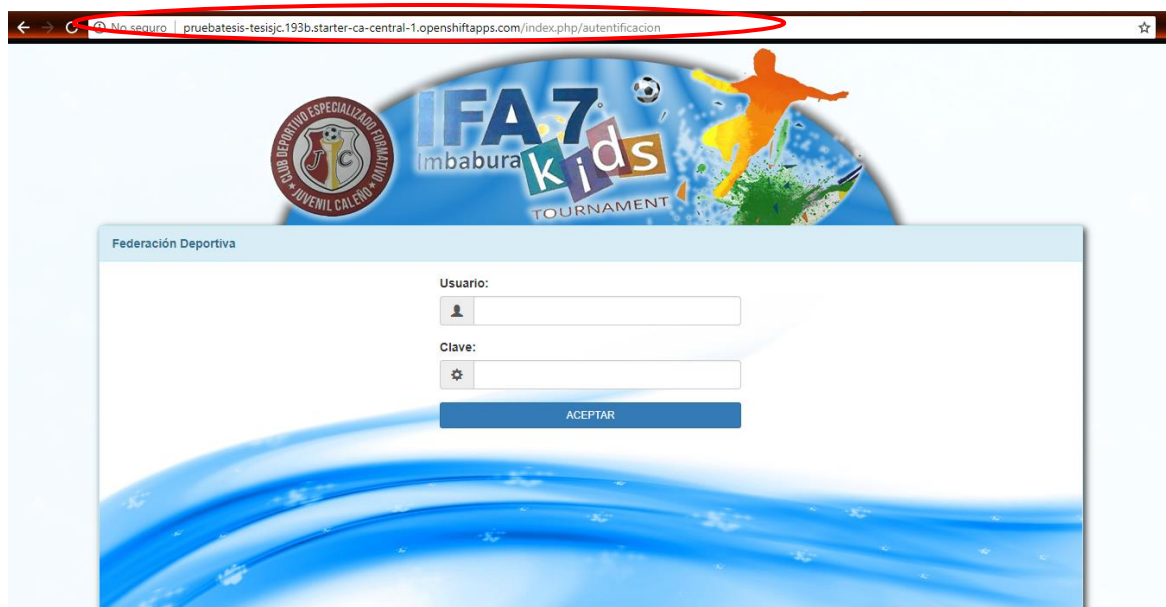 No seguro | pruebatesis-tesisjc.193b.starter-ca-central-1.openshiftapps.com/index.php/autentificacion
CLUB DEPORTIVO ESPECIALIZADO FORMATIVO
JC
JUVENIL CALEÑO
IFA.7
Imbabura
kids
TOURNAMENT
Federación Deportiva
Usuario:
Clave:
ACEPTAR